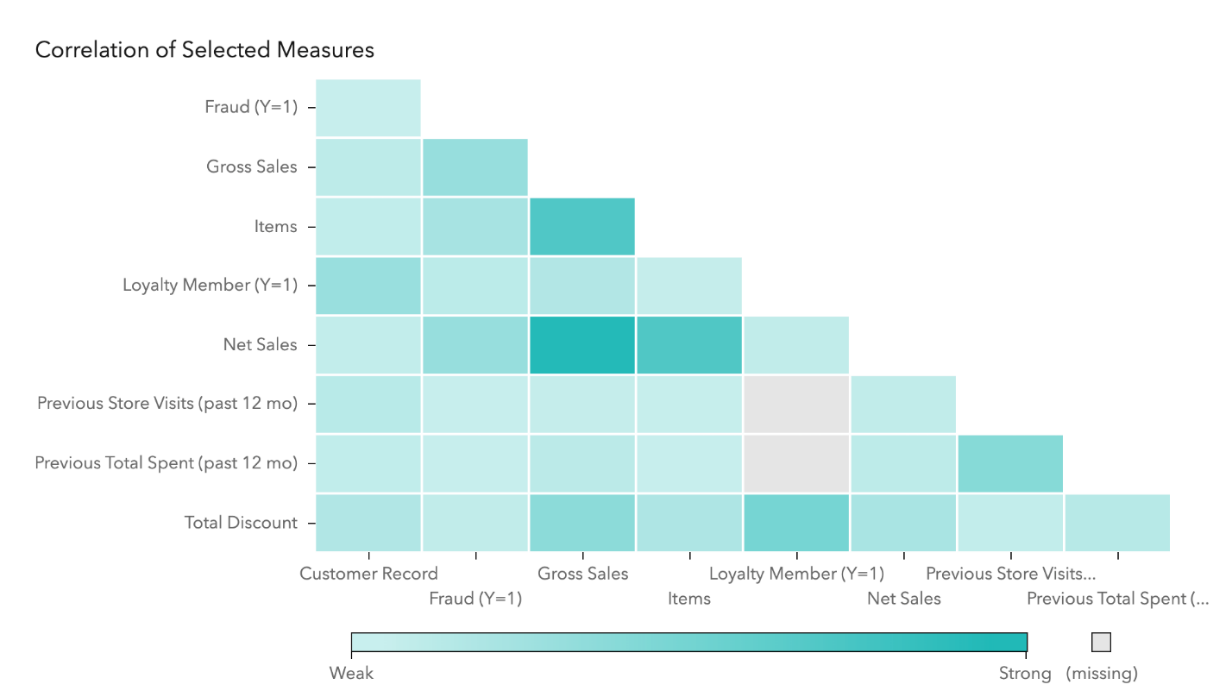 Correlation of Selected Measures
Fraud (Y=1)
Gross Sales
Items
Loyalty Member (Y=1)
Net Sales
Previous Store Visits (past 12 mo)
Previous Total Spent (past 12 mo)
Total Discount
Customer Record Gross Sales Loyalty Member (Y=1) Previous Store Visits...
Fraud (Y=1) Items Net Sales Previous Total Spent (...
Weak Strong (missing)